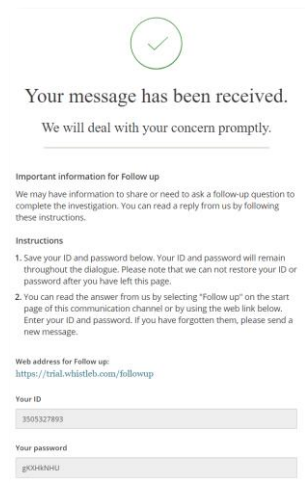 Your message has been received.
We will deal with your concern promptly.
Important information for Follow up
We may have information to share or need to ask a follow-up question to
complete the investigation. You can read a reply from us by following
these instructions.
Instructions
1. Save your ID and password below. Your ID and password will remain
throughout the dialogue. Please note that we can not restore your ID or
password after you have left this page.
2. You can read the answer from us by selecting "Follow up" on the start
page of this communication channel or by using the web link below.
Enter your ID and password. If you have forgotten them, please send a
new message.
Web address for Follow up:
https://trial.whistleb.com/followup
Your ID
3505327893
Your password
gKXHkNHU